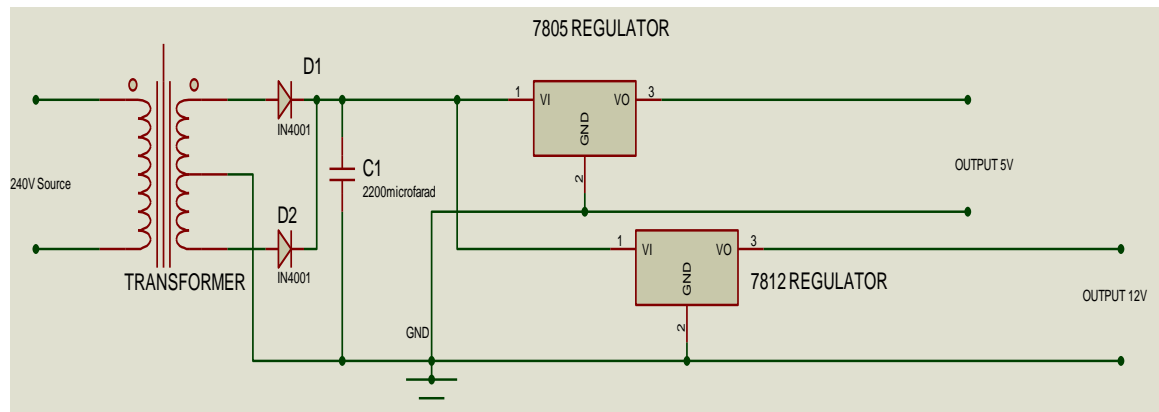 7805 REGULATOR
D1
1 VI VO 3
GND
2
IN4001
C1
2200microfarad
OUTPUT 5V
240V Source
D2
1 VI VO 3
GND
2
IN4001
TRANSFORMER
7812 REGULATOR
OUTPUT 12V
GND